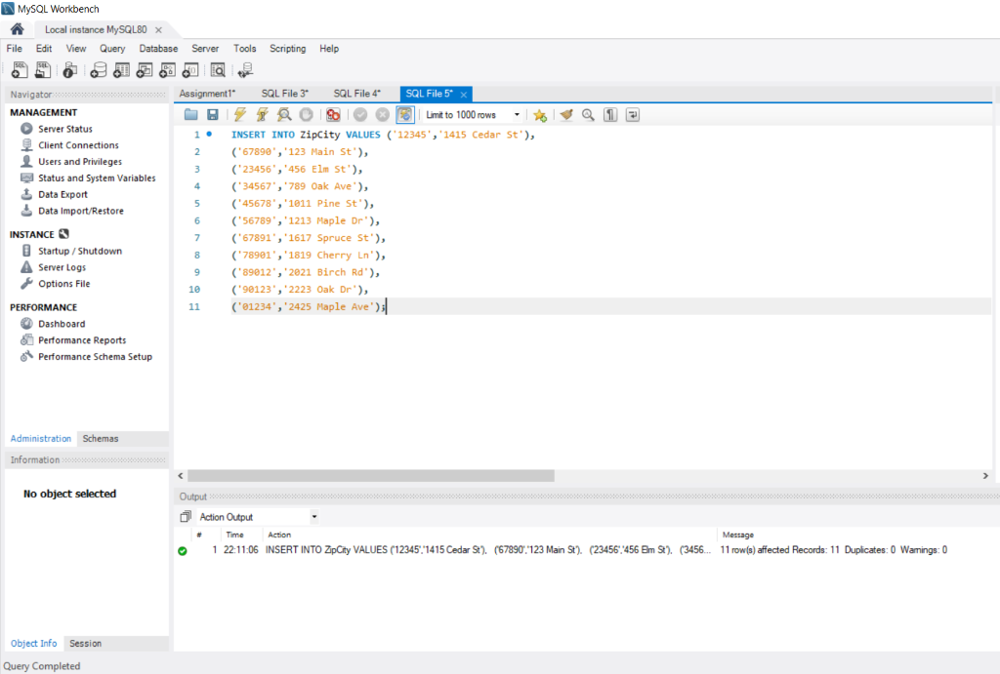 MySQL Workbench
Local instance MySQL80 ×
File Edit View Query Database Server Tools Scripting Help
Navigator
MANAGEMENT
Server Status
Client Connections
Users and Privileges
Status and System Variables
Data Export
Data Import/Restore
INSTANCE
Startup / Shutdown
Server Logs
Options File
PERFORMANCE
Dashboard
Performance Reports
Performance Schema Setup
Administration Schemas
Information
No object selected
Object Info Session
Assignment1* SQL File 3* SQL File 4* SQL File 5* ×
Limit to 1000 rows
1 INSERT INTO ZipCity VALUES ('12345','1415 Cedar St'),
2 ('67890','123 Main St'),
3 ('23456','456 Elm St'),
4 ('34567','789 Oak Ave'),
5 ('45678','1011 Pine St'),
6 ('56789','1213 Maple Dr'),
7 ('67891','1617 Spruce St'),
8 ('78901','1819 Cherry Ln'),
9 ('89012','2021 Birch Rd'),
10 ('90123','2223 Oak Dr'),
11 ('01234','2425 Maple Ave');
Output
Action Output
# Time Action Message
1 22:11:06 INSERT INTO ZipCity VALUES ('12345','1415 Cedar St'), ('67890','123 Main St'), ('23456','456 Elm St'), ('3456... 11 row(s) affected Records: 11 Duplicates: 0 Warnings: 0
Query Completed